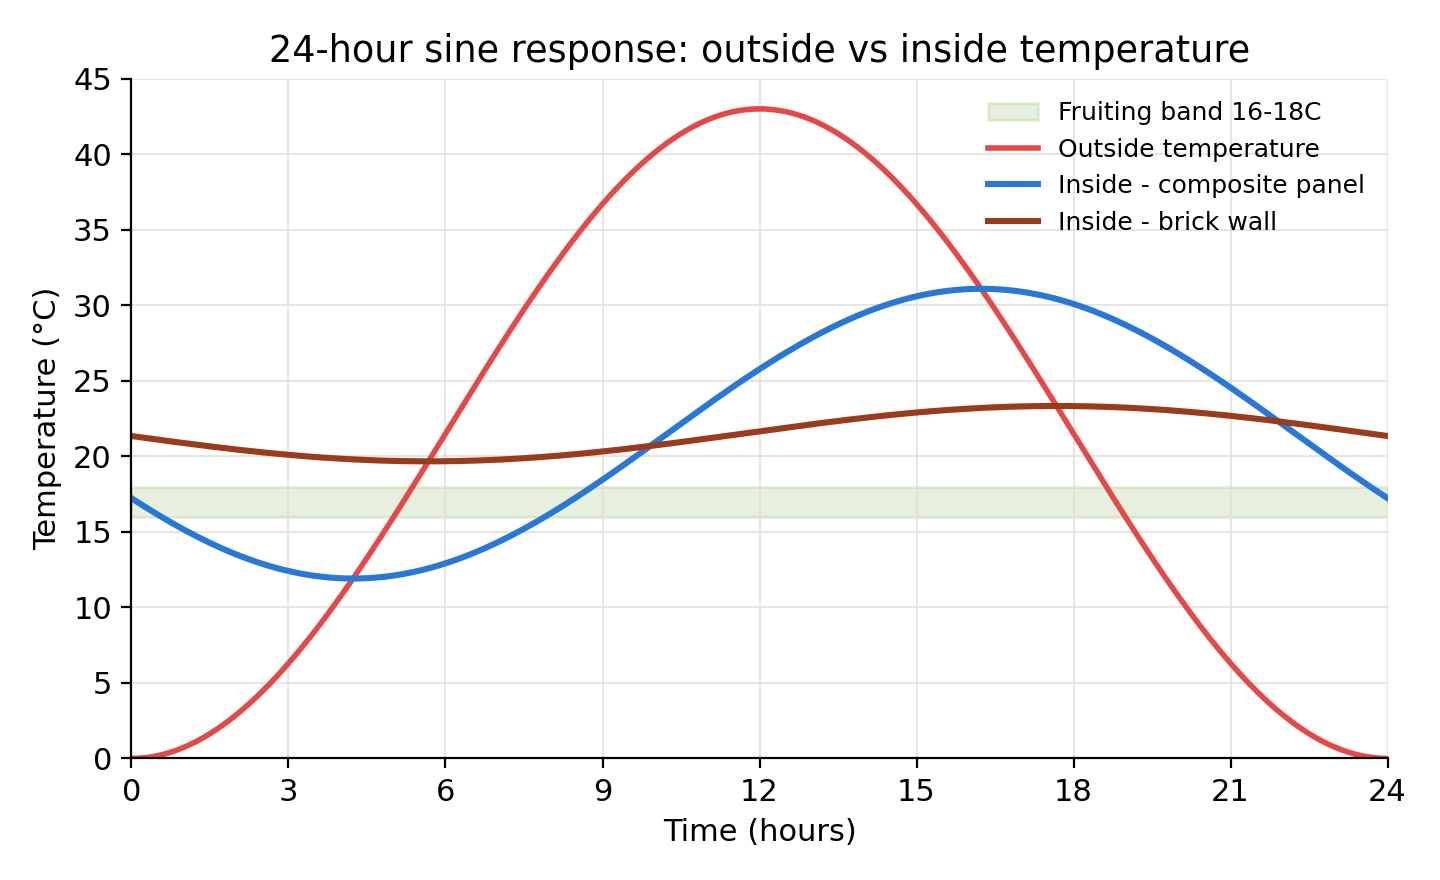 24-hour sine response: outside vs inside temperature
45
40
35
30
25
20
15
10
5
0
Temperature (°C)
Fruiting band 16-18C
Outside temperature
Inside - composite panel
Inside - brick wall
0 3 6 9 12 15 18 21 24
Time (hours)